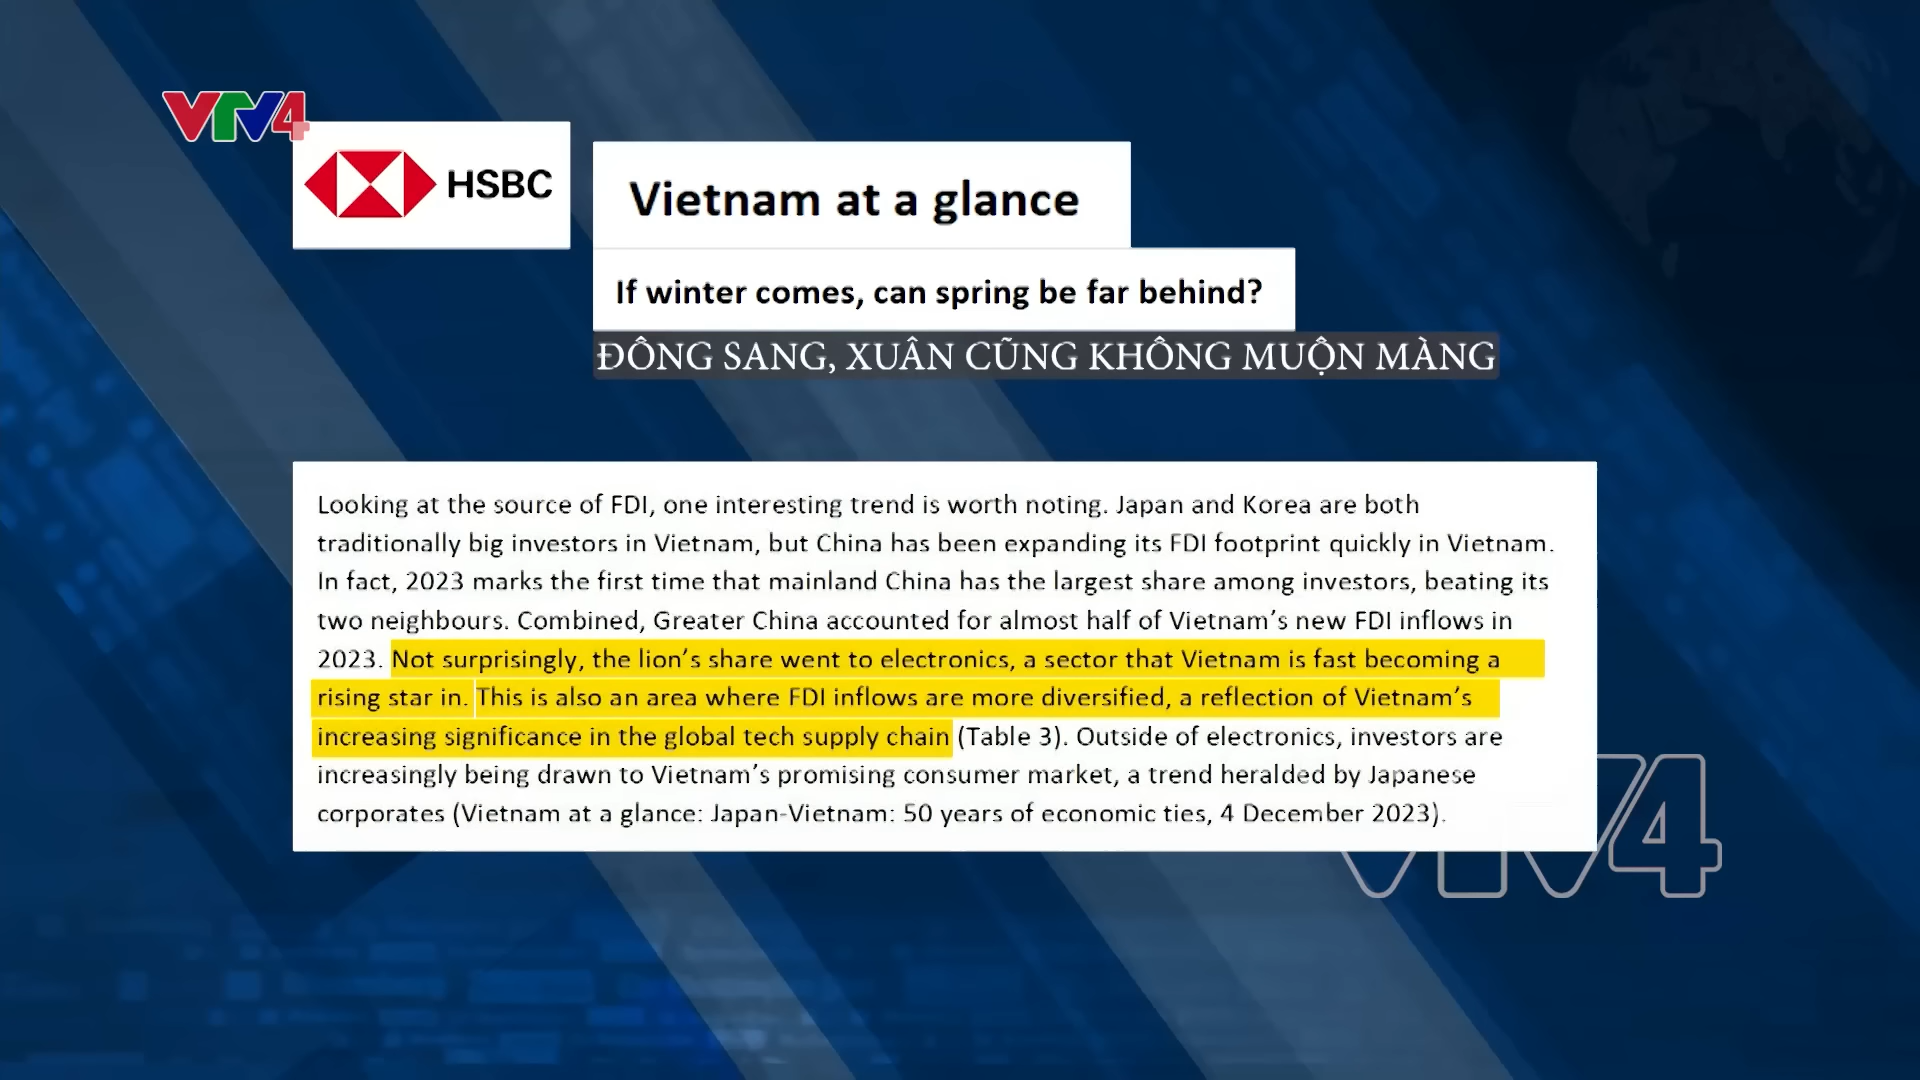 VTV4
HSBC
Vietnam at a glance
If winter comes, can spring be far behind?
ĐÔNG SANG, XUÂN CŨNG KHÔNG MUỘN MÀNG
Looking at the source of FDI, one interesting trend is worth noting. Japan and Korea are both
traditionally big investors in Vietnam, but China has been expanding its FDI footprint quickly in Vietnam.
In fact, 2023 marks the first time that mainland China has the largest share among investors, beating its
two neighbours. Combined, Greater China accounted for almost half of Vietnam’s new FDI inflows in
2023. Not surprisingly, the lion’s share went to electronics, a sector that Vietnam is fast becoming a
rising star in. This is also an area where FDI inflows are more diversified, a reflection of Vietnam’s
increasing significance in the global tech supply chain (Table 3). Outside of electronics, investors are
increasingly being drawn to Vietnam’s promising consumer market, a trend heralded by Japanese
corporates (Vietnam at a glance: Japan-Vietnam: 50 years of economic ties, 4 December 2023).
VTV4